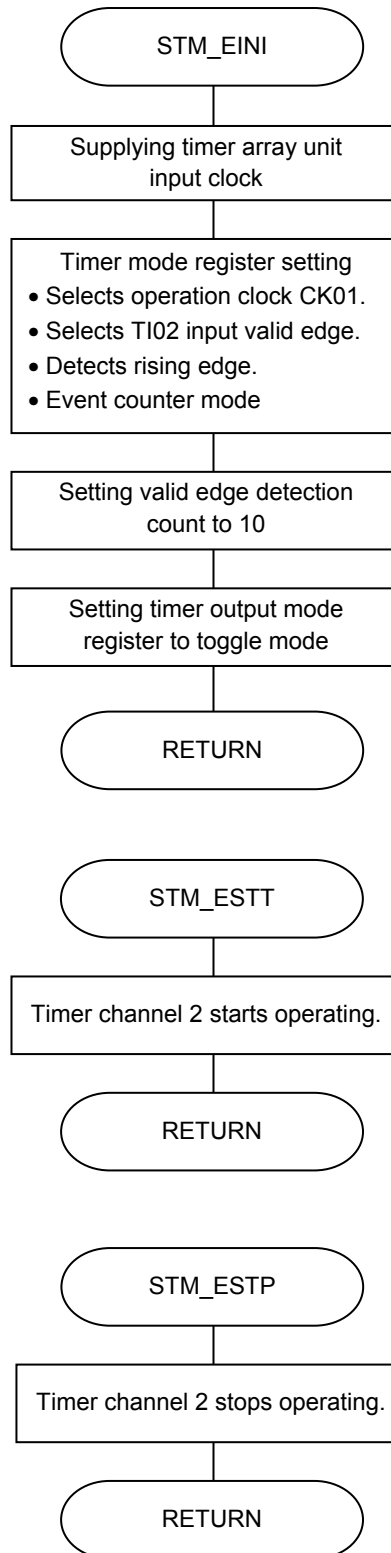 STM_EINI
Supplying timer array unit
input clock
Timer mode register setting
• Selects operation clock CK01.
• Selects TI02 input valid edge.
• Detects rising edge.
• Event counter mode
Setting valid edge detection
count to 10
Setting timer output mode
register to toggle mode
RETURN
STM_ESTT
Timer channel 2 starts operating.
RETURN
STM_ESTP
Timer channel 2 stops operating.
RETURN